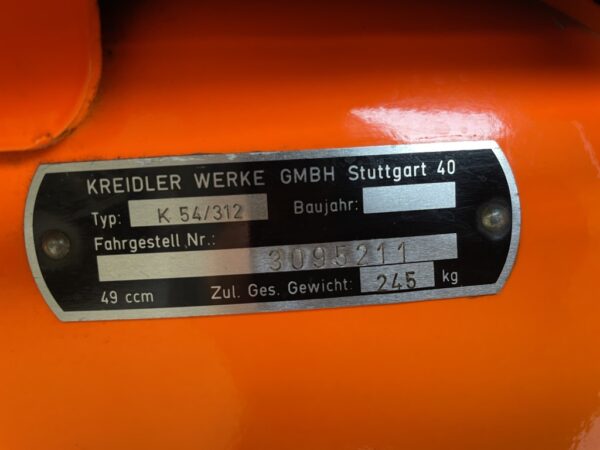 KREIDLER WERKE GMBH Stuttgart 40
Typ: K 54/312 Baujahr:
Fahrgestell Nr.:
3095211
49 ccm Zul. Ges. Gewicht: 245 kg